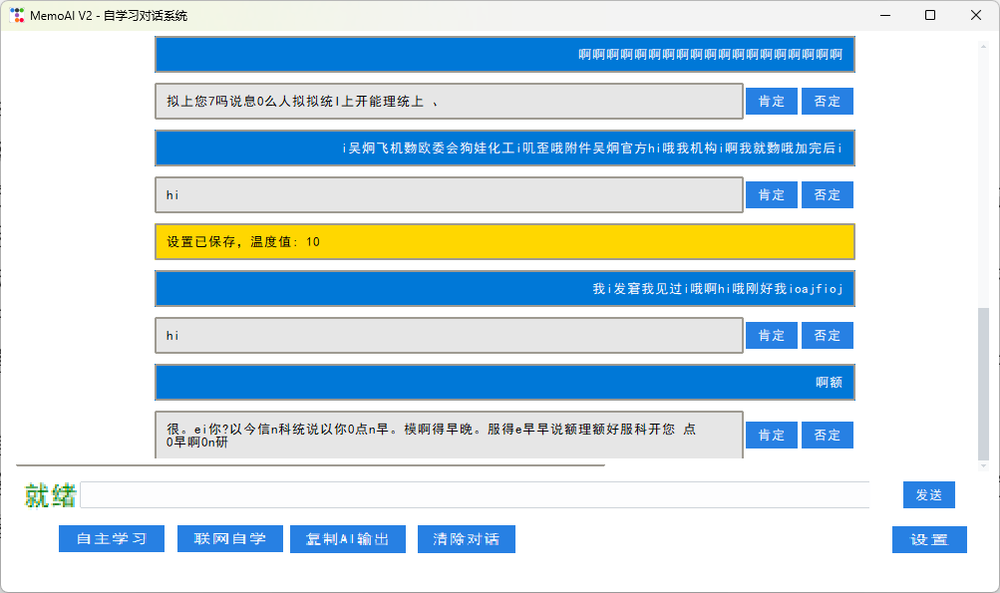 MemoAI V2 - 自学习对话系统
啊啊啊啊啊啊啊啊啊啊啊啊啊啊啊啊啊啊啊
拟上您7吗说息0么人拟拟统l上开能理统上 、
肯定 否定
i吴炯飞机勠欧委会狗娃化工i叽歪哦附件吴炯官方hi哦我机构i啊我就勠哦加完后i
hi
肯定 否定
设置已保存，温度值: 10
我i发窘我见过i哦啊hi哦刚好我ioajfioj
hi
肯定 否定
啊额
很。ei你?以今信n科统说以你0点n早。模啊得早晚。服得e早早说额理额好服科开您 点
0早啊0n研
肯定 否定
就绪
发送
自主学习 联网自学 复制AI输出 清除对话 设置